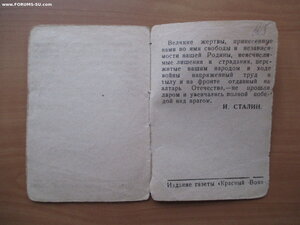 www.FORUMS-SU.com
Великие жертвы, принесенные
нами во имя свободы и независи-
мости нашей Родины, неисчисли-
мые лишения и страдания, пере-
житые нашим народом в ходе
войны напряженный труд в
тылу и на фронте отданный на
алтарь Отечества,—не прошли
даром и увенчались полной побе-
дой над врагом.
И. СТАЛИН.
Издание газеты «Красный Воин»